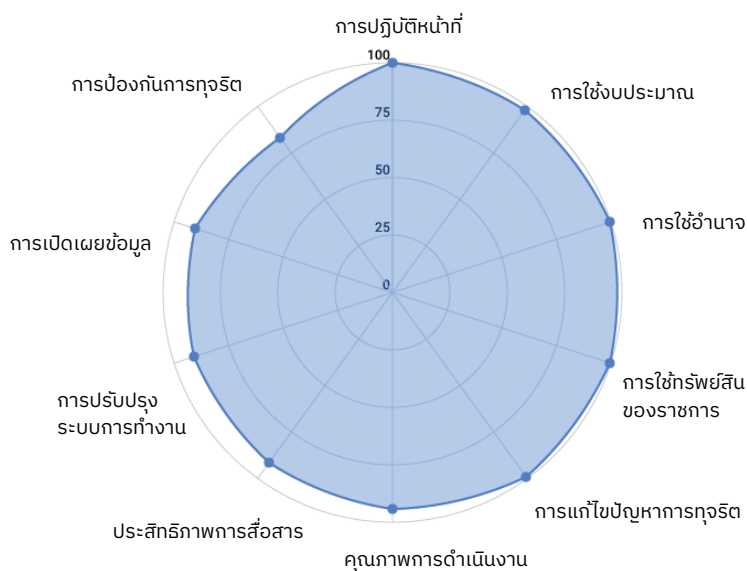 การปฏิบัติหน้าที่
100
การป้องกันการทุจริต
การใช้งบประมาณ
75
50
การใช้อำนาจ
การเปิดเผยข้อมูล
25
0
การใช้ทรัพย์สิน
ของราชการ
การปรับปรุง
ระบบการทำงาน
การแก้ไขปัญหาการทุจริต
ประสิทธิภาพการสื่อสาร
คุณภาพการดำเนินงาน